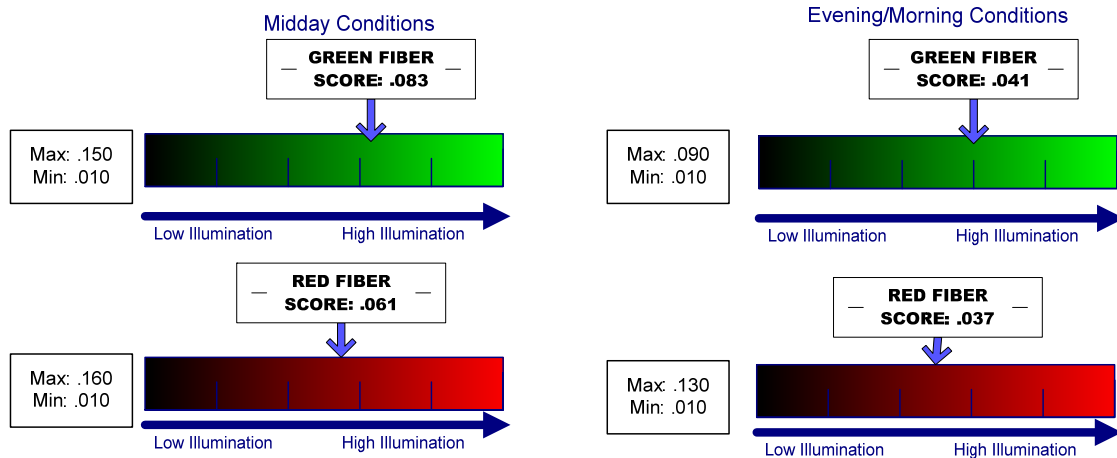 Midday Conditions
— GREEN FIBER —
SCORE: .083
Max: .150
Min: .010
Low Illumination High Illumination
— RED FIBER —
SCORE: .061
Max: .160
Min: .010
Low Illumination High Illumination
Evening/Morning Conditions
— GREEN FIBER —
SCORE: .041
Max: .090
Min: .010
Low Illumination High Illumination
— RED FIBER —
SCORE: .037
Max: .130
Min: .010
Low Illumination High Illumination